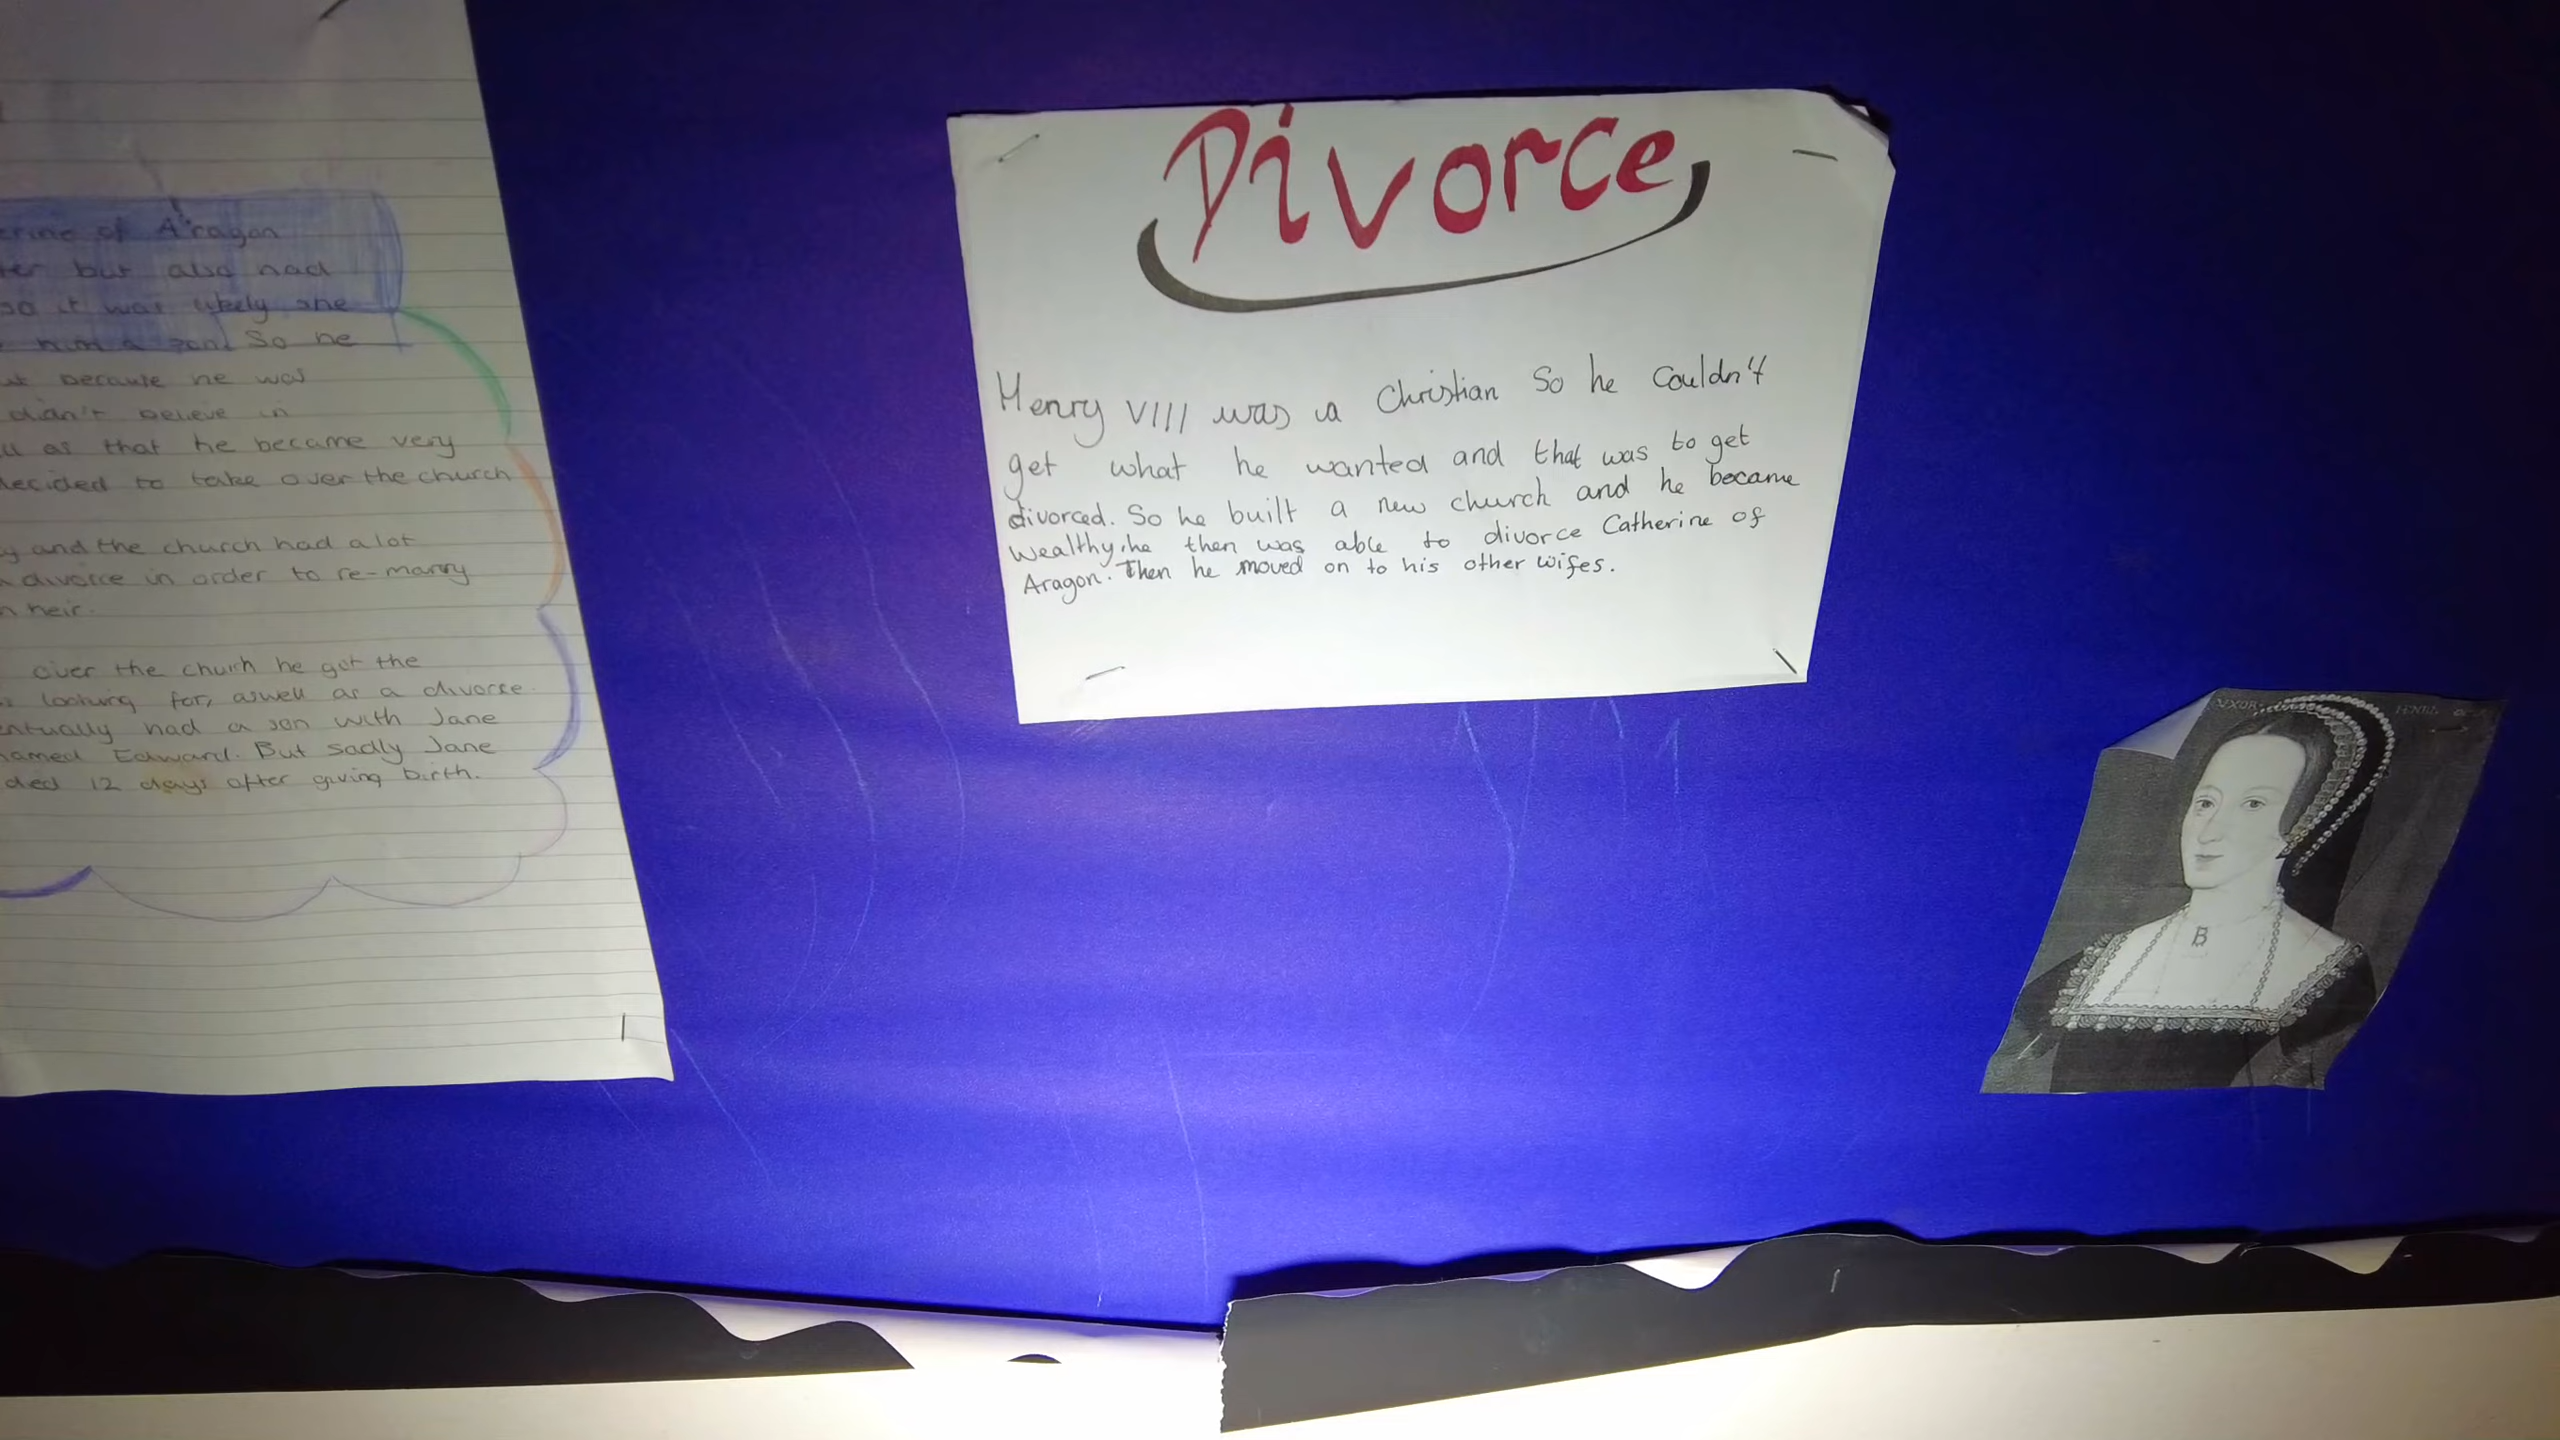 of Aragon
but also had
so it was likely she
him a son. So he
because he was
didn't believe in
as that he became very
decided to take over the church
and the church had a lot
divorce in order to re-marry
heir.
over the church he got the
looking for, aswell as a divorce.
had a son with Jane
named Edward. But sadly Jane
died 12 days after giving birth.
Divorce
Henry VIII was a Christian So he couldn't
get what he wanted and that was to get
divorced. So he built a new church and he became
wealthy, he then was able to divorce Catherine of
Aragon. Then he moved on to his other wifes.
B